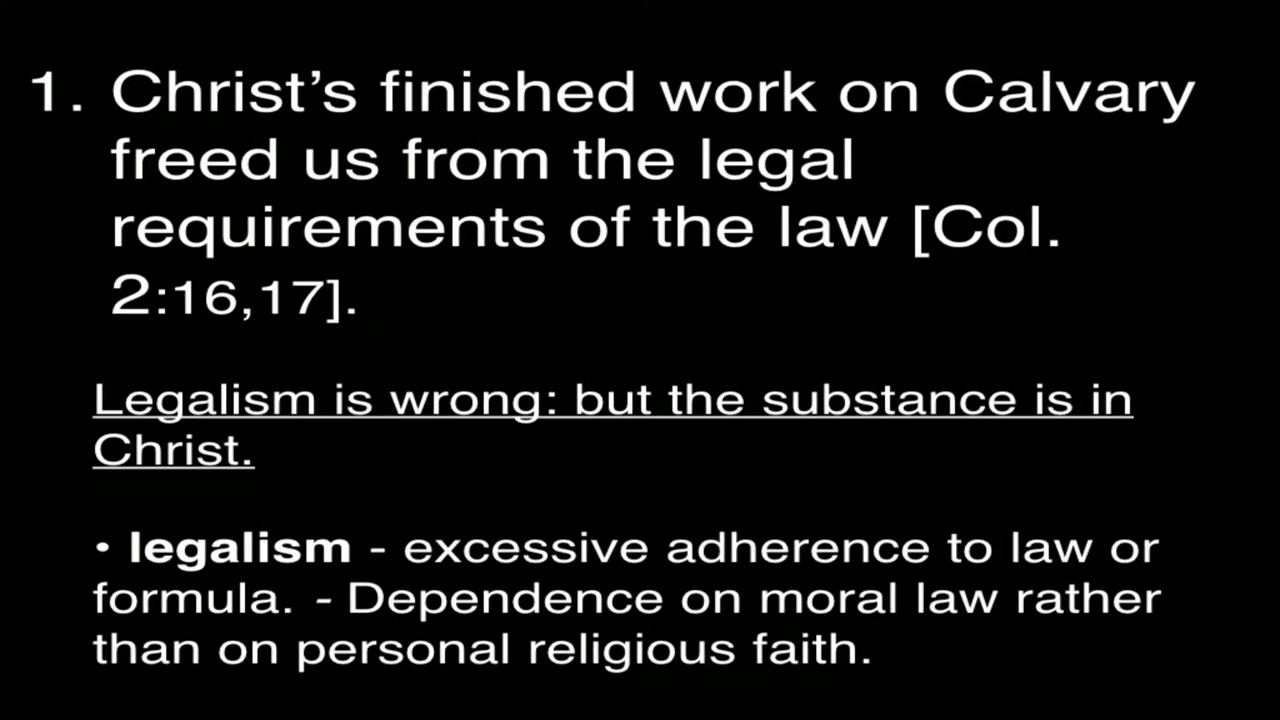 1. Christ’s finished work on Calvary
freed us from the legal
requirements of the law [Col.
2:16,17].
Legalism is wrong: but the substance is in
Christ.
• legalism - excessive adherence to law or
formula. - Dependence on moral law rather
than on personal religious faith.